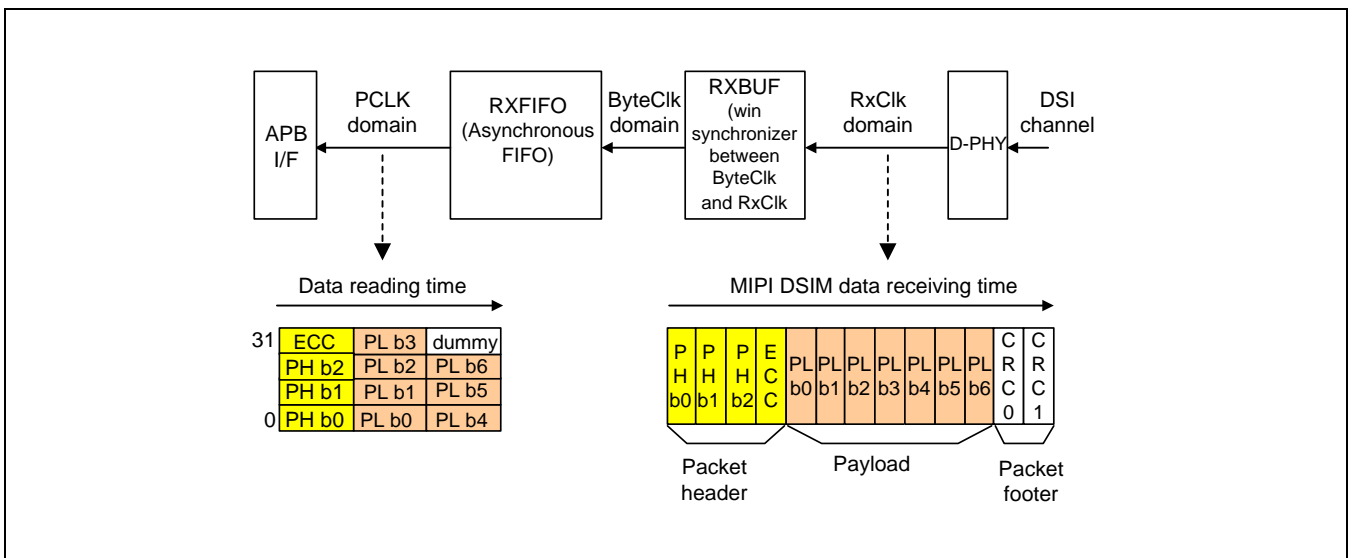 APB
I/F
PCLK
domain
RXFIFO
(Asynchronous
FIFO)
ByteClk
domain
RXBUF
(win
synchronizer
between
ByteClk
and RxClk
RxClk
domain
D-PHY
DSI
channel
Data reading time
31 ECC PL b3 dummy
PH b2 PL b2 PL b6
PH b1 PL b1 PL b5
0 PH b0 PL b0 PL b4
MIPI DSIM data receiving time
P
H
b0
P
H
b1
P
H
b2
E
C
C
PL
b0
PL
b1
PL
b2
PL
b3
PL
b4
PL
b5
PL
b6
C
R
C
0
C
R
C
1
Packet
header
Payload
Packet
footer